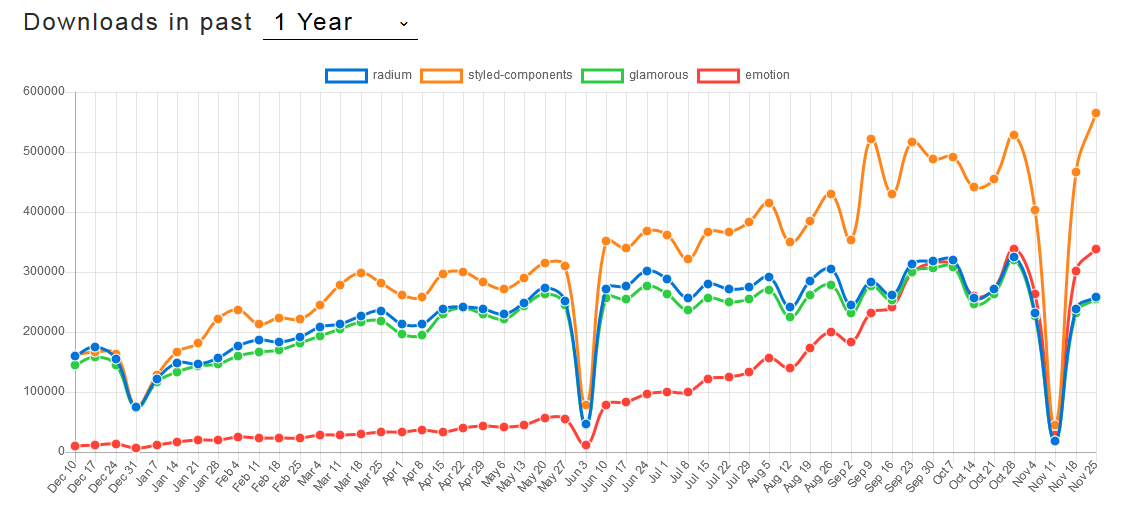 Downloads in past 1 Year
radium styled-components glamorous emotion
600000
500000
400000
300000
200000
100000
0
Dec 10 Dec 17 Dec 24 Dec 31 Jan 7 Jan 14 Jan 21 Jan 28 Feb 4 Feb 11 Feb 18 Feb 25 Mar 4 Mar 11 Mar 18 Mar 25 Apr 1 Apr 8 Apr 15 Apr 22 Apr 29 May 6 May 13 May 20 May 27 Jun 3 Jun 10 Jun 17 Jun 24 Jul 1 Jul 8 Jul 15 Jul 22 Jul 29 Aug 5 Aug 12 Aug 19 Aug 26 Sep 2 Sep 9 Sep 16 Sep 23 Sep 30 Oct 7 Oct 14 Oct 21 Oct 28 Nov 4 Nov 11 Nov 18 Nov 25